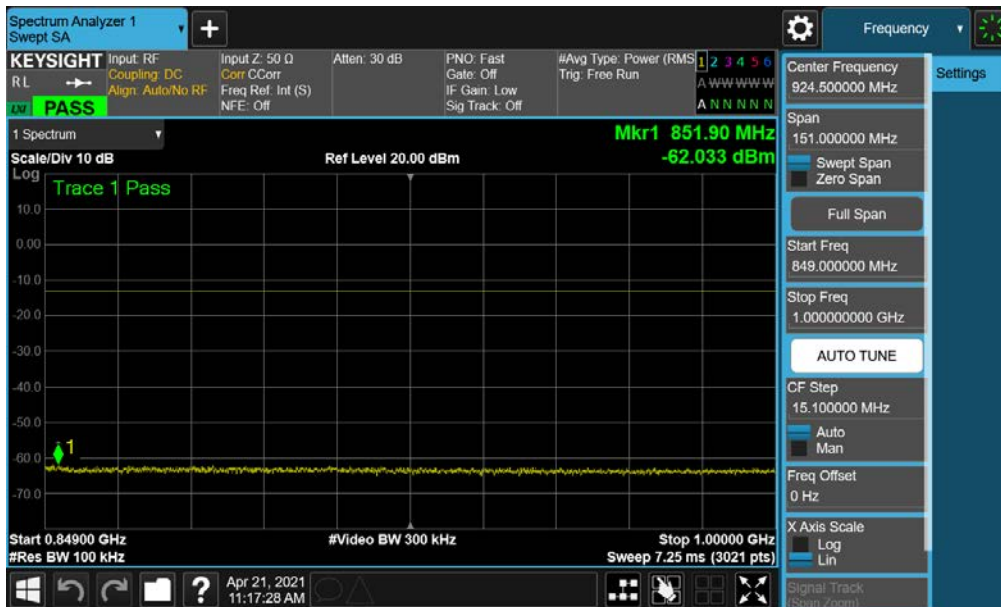 Spectrum Analyzer 1
Swept SA
Frequency
KEYSIGHT
RL
LXI PASS
Input: RF
Coupling: DC
Align: Auto/No RF
Input Z: 50 Ω
Corr CCorr
Freq Ref: Int (S)
NFE: Off
Atten: 30 dB
PNO: Fast
Gate: Off
IF Gain: Low
Sig Track: Off
#Avg Type: Power (RMS
Trig: Free Run
1 2 3 4 5 6
A W W W W W
A N N N N N
1 Spectrum
Mkr1 851.90 MHz
Scale/Div 10 dB
Ref Level 20.00 dBm
-62.033 dBm
Log
Trace 1 Pass
10.0
0.00
-10.0
-20.0
-30.0
-40.0
-50.0
1
-60.0
-70.0
Start 0.84900 GHz
#Video BW 300 kHz
Stop 1.00000 GHz
#Res BW 100 kHz
Sweep 7.25 ms (3021 pts)
?
Apr 21, 2021
11:17:28 AM
Center Frequency
924.500000 MHz
Settings
Span
151.000000 MHz
Swept Span
Zero Span
Full Span
Start Freq
849.000000 MHz
Stop Freq
1.000000000 GHz
AUTO TUNE
CF Step
15.100000 MHz
Auto
Man
Freq Offset
0 Hz
X Axis Scale
Log
Lin
Signal Track
(Span Zoom)